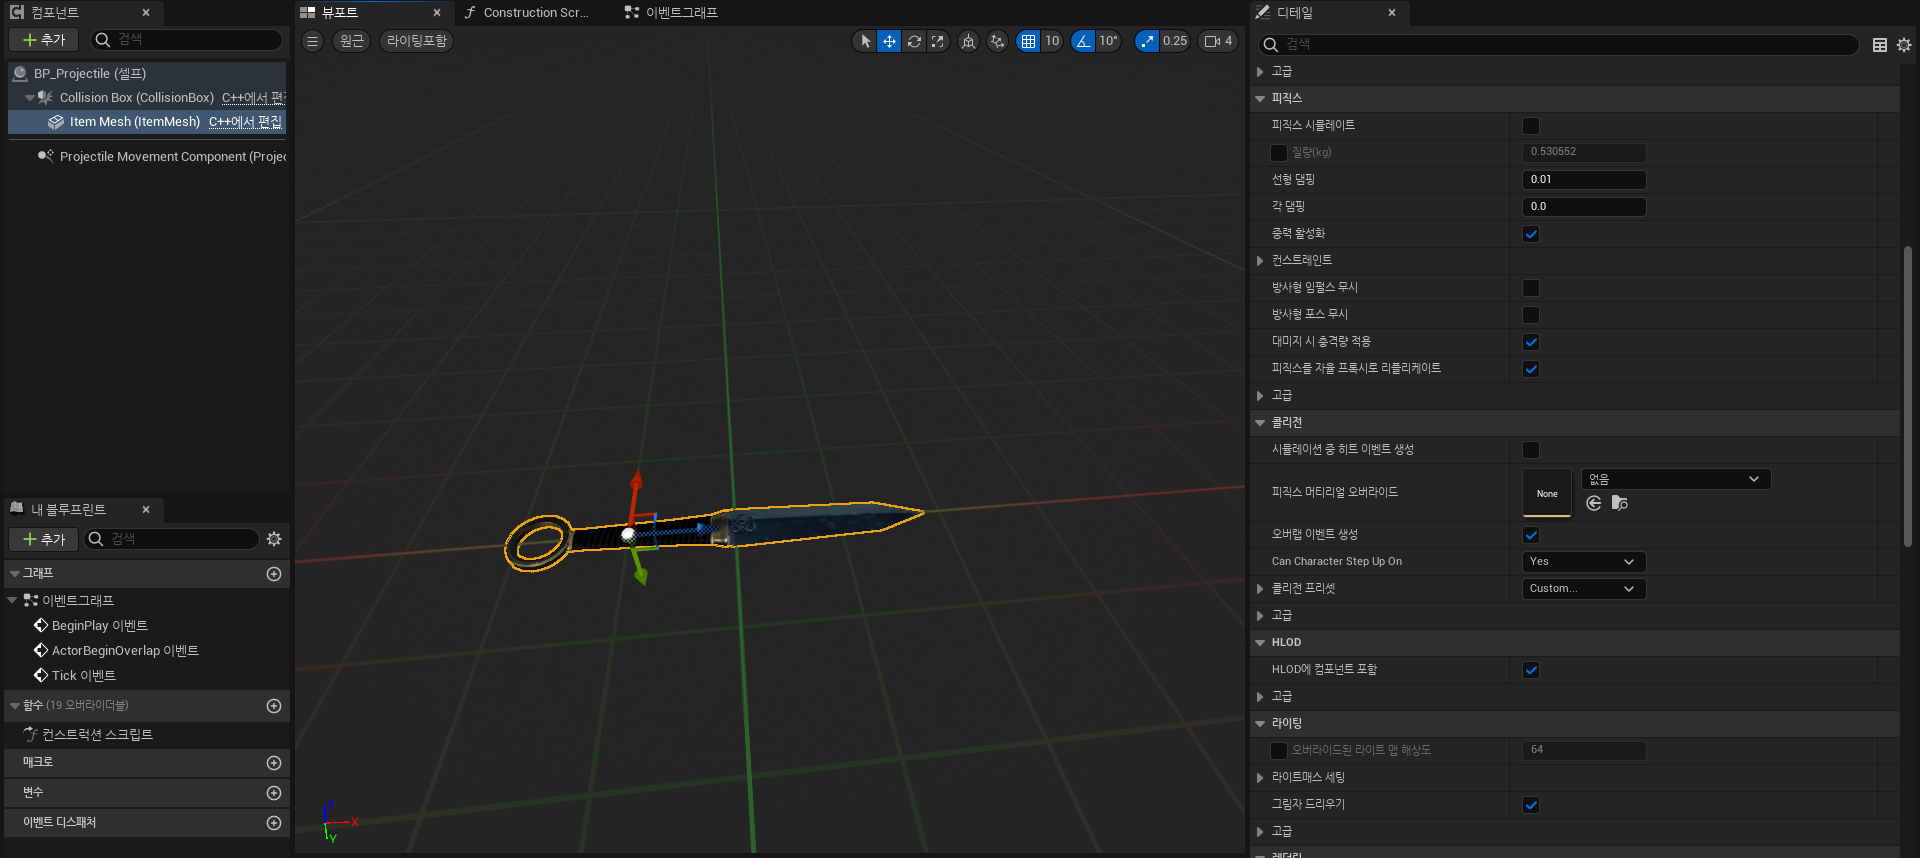 컴포넌트
추가
검색
BP_Projectile (셀프)
Collision Box (CollisionBox) C++에서 편집
Item Mesh (ItemMesh) C++에서 편집
Projectile Movement Component (Projec
내 블루프린트
추가
검색
그래프
이벤트그래프
BeginPlay 이벤트
ActorBeginOverlap 이벤트
Tick 이벤트
함수 (19 오버라이더블)
컨스트럭션 스크립트
매크로
변수
이벤트 디스패처
뷰포트
Construction Scr...
이벤트그래프
원근
라이팅포함
10
10°
0.25
4
Z
X
Y
디테일
검색
고급
피직스
피직스 시뮬레이트
질량(kg) 0.530552
선형 댐핑 0.01
각 댐핑 0.0
중력 활성화
컨스트레인트
방사형 임펄스 무시
방사형 포스 무시
대미지 시 충격량 적용
피직스를 자율 프록시로 리플리케이트
고급
콜리전
시뮬레이션 중 히트 이벤트 생성
피직스 머티리얼 오버라이드 None 없음
오버랩 이벤트 생성
Can Character Step Up On Yes
콜리전 프리셋 Custom...
고급
HLOD
HLOD에 컴포넌트 포함
고급
라이팅
오버라이드된 라이트 맵 해상도 64
라이트매스 세팅
그림자 드리우기
고급
렌더링